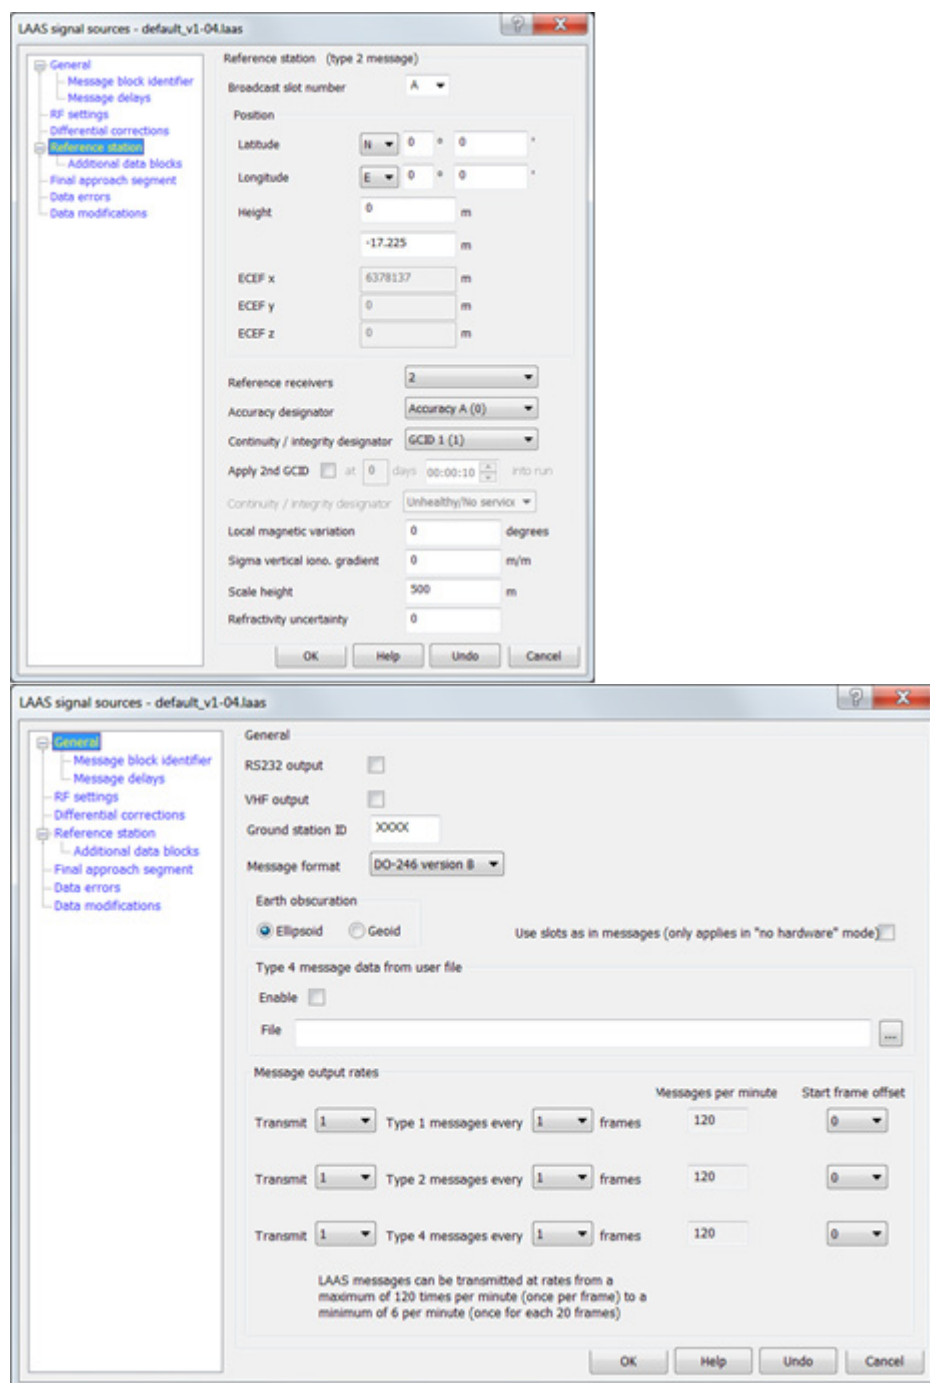 LAAS signal sources - default_v1-04.laas
General
Message block identifier
Message delays
RF settings
Differential corrections
Reference station
Additional data blocks
Final approach segment
Data errors
Data modifications
Reference station (type 2 message)
Broadcast slot number A
Position
Latitude N 0 ° 0 '
Longitude E 0 ° 0 '
Height 0 m
-17.225 m
ECEF x 6378137 m
ECEF y 0 m
ECEF z 0 m
Reference receivers 2
Accuracy designator Accuracy A (0)
Continuity / integrity designator GCID 1 (1)
Apply 2nd GCID at 0 days 00:00:10 into run
Continuity / integrity designator Unhealthy/No service
Local magnetic variation 0 degrees
Sigma vertical iono. gradient 0 m/m
Scale height 500 m
Refractivity uncertainty 0
OK Help Undo Cancel
LAAS signal sources - default_v1-04.laas
General
Message block identifier
Message delays
RF settings
Differential corrections
Reference station
Additional data blocks
Final approach segment
Data errors
Data modifications
General
RS232 output
VHF output
Ground station ID XXXX
Message format DO-246 version B
Earth obscuration
Ellipsoid Geoid
Use slots as in messages (only applies in "no hardware" mode)
Type 4 message data from user file
Enable
File ...
Message output rates
Messages per minute Start frame offset
Transmit 1 Type 1 messages every 1 frames 120 0
Transmit 1 Type 2 messages every 1 frames 120 0
Transmit 1 Type 4 messages every 1 frames 120 0
LAAS messages can be transmitted at rates from a
maximum of 120 times per minute (once per frame) to a
minimum of 6 per minute (once for each 20 frames)
OK Help Undo Cancel